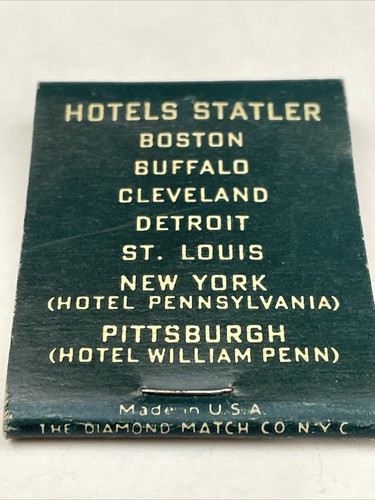 HOTELS STATLER
BOSTON
BUFFALO
CLEVELAND
DETROIT
ST. LOUIS
NEW YORK
(HOTEL PENNSYLVANIA)
PITTSBURGH
(HOTEL WILLIAM PENN)
Made in U.S.A.
THE DIAMOND MATCH CO N.Y.C